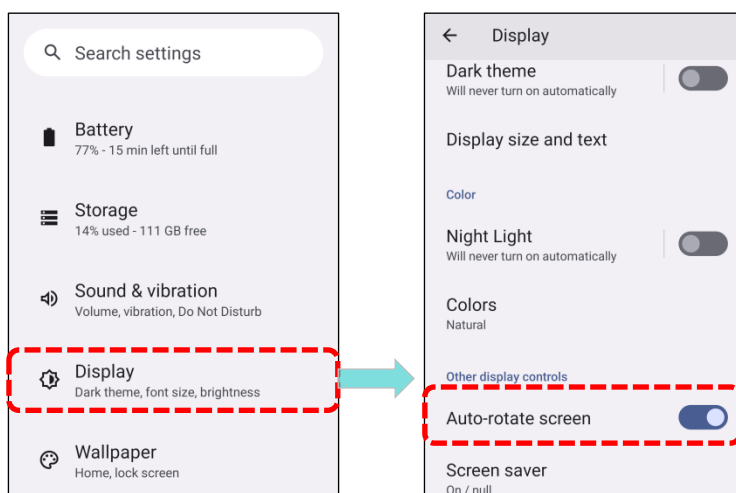 Search settings
Battery
77% - 15 min left until full
Storage
14% used - 111 GB free
Sound & vibration
Volume, vibration, Do Not Disturb
Display
Dark theme, font size, brightness
Wallpaper
Home, lock screen
Display
Dark theme
Will never turn on automatically
Display size and text
Color
Night Light
Will never turn on automatically
Colors
Natural
Other display controls
Auto-rotate screen
Screen saver
On / null